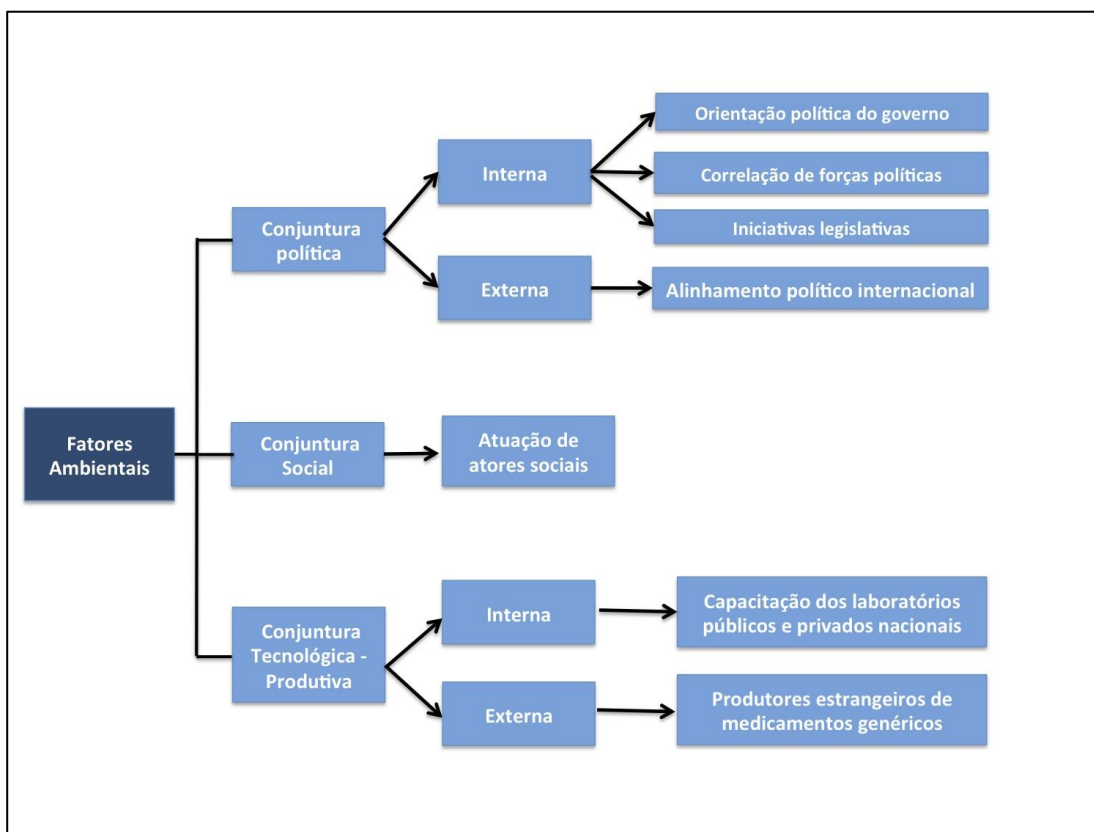 Fatores
Ambientais
Conjuntura
política
Interna
Orientação política do governo
Correlação de forças políticas
Iniciativas legislativas
Externa
Alinhamento político internacional
Conjuntura
Social
Atuação de
atores sociais
Conjuntura
Tecnológica -
Produtiva
Interna
Capacitação dos laboratórios
públicos e privados nacionais
Externa
Produtores estrangeiros de
medicamentos genéricos